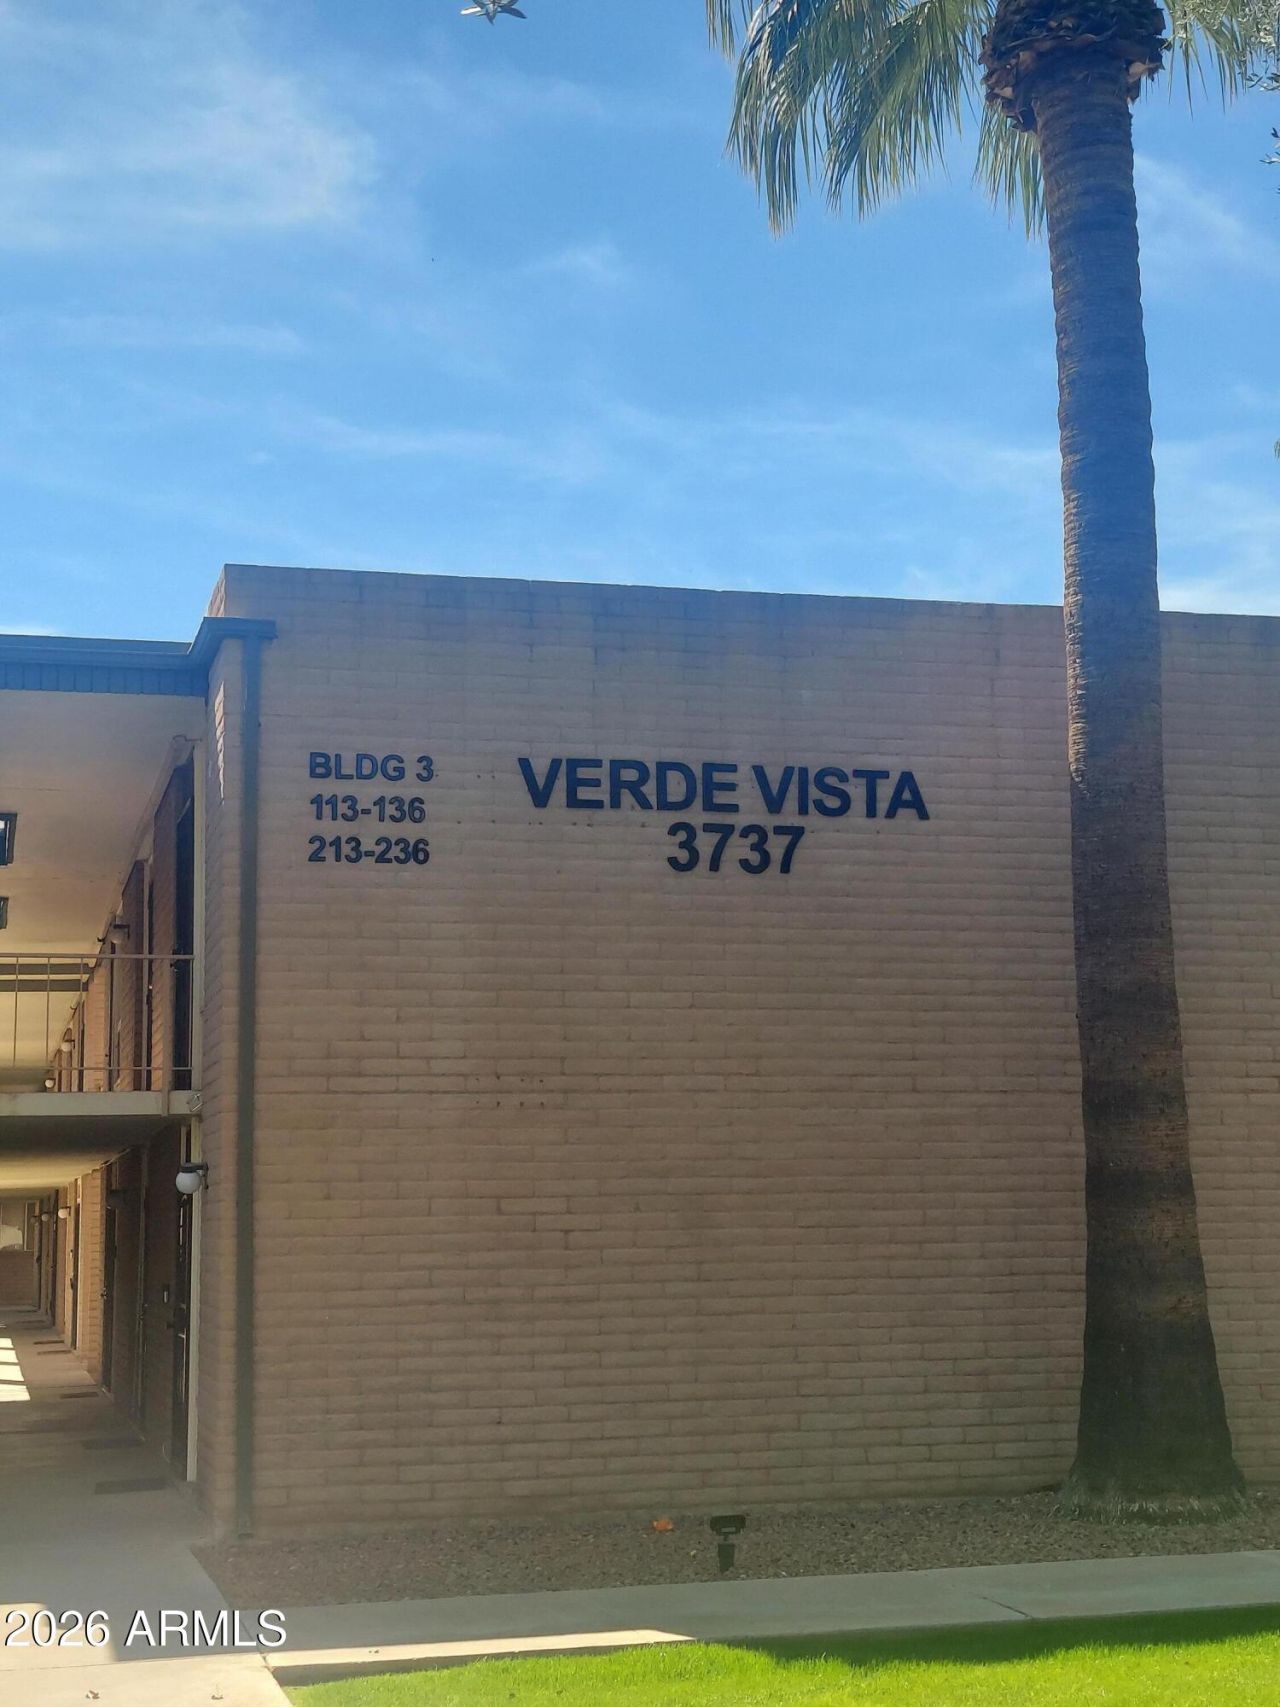 BLDG 3
113-136
213-236
VERDE VISTA
3737
2026 ARMLS